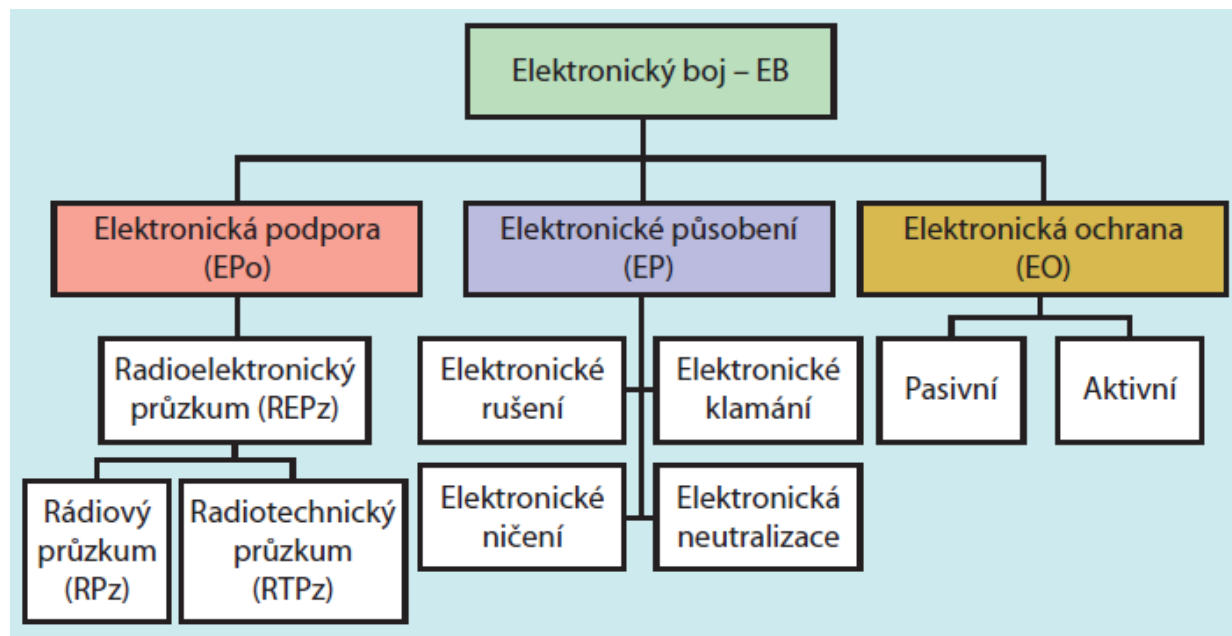 Elektronický boj – EB
Elektronická podpora
(EPo)
Elektronické působení
(EP)
Elektronická ochrana
(EO)
Radioelektronický
průzkum (REPz)
Rádiový
průzkum
(RPz)
Radiotechnický
průzkum
(RTPz)
Elektronické
rušení
Elektronické
klamání
Elektronické
ničení
Elektronická
neutralizace
Pasivní
Aktivní